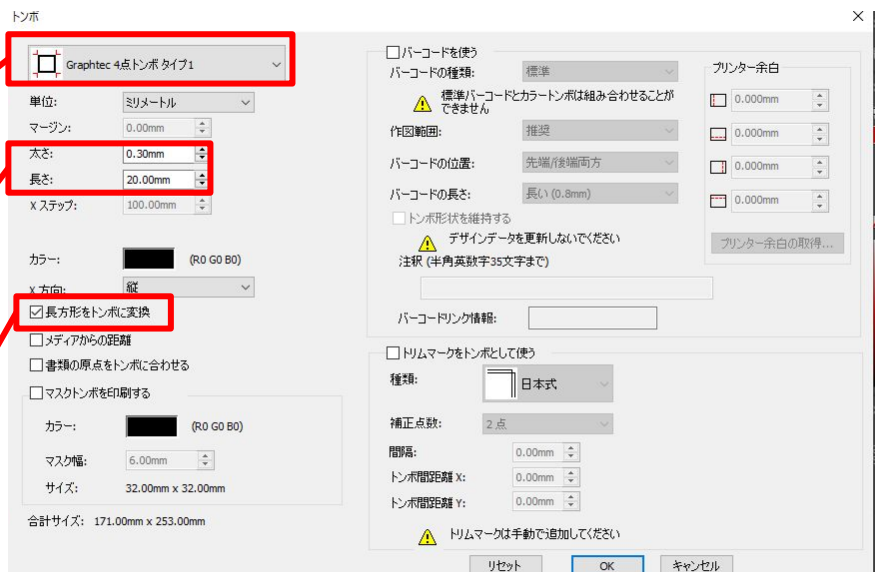 トンボ
Graphtec 4点トンボ タイプ1
単位: ミリメートル
マージン: 0.00mm
太さ: 0.30mm
長さ: 20.00mm
X ステップ: 100.00mm
カラー: (R0 G0 B0)
X 方向: 縦
長方形をトンボに変換
メディアからの距離
書類の原点をトンボに合わせる
マスクトンボを印刷する
カラー: (R0 G0 B0)
マスク幅: 6.00mm
サイズ: 32.00mm x 32.00mm
合計サイズ: 171.00mm x 253.00mm
バーコードを使う
バーコードの種類: 標準
標準バーコードとカラートンボは組み合わせることが
できません
作図範囲: 推奨
バーコードの位置: 先端/後端両方
バーコードの長さ: 長い (0.8mm)
トンボ形状を維持する
デザインデータを更新しないでください
注釈 (半角英数字35文字まで)
バーコードリンク情報:
プリンター余白
0.000mm
0.000mm
0.000mm
0.000mm
プリンター余白の取得...
トリムマークをトンボとして使う
種類: 日本式
補正点数: 2 点
間隔: 0.00mm
トンボ間距離 X: 0.00mm
トンボ間距離 Y: 0.00mm
トリムマークは手動で追加してください
リセット OK キャンセル